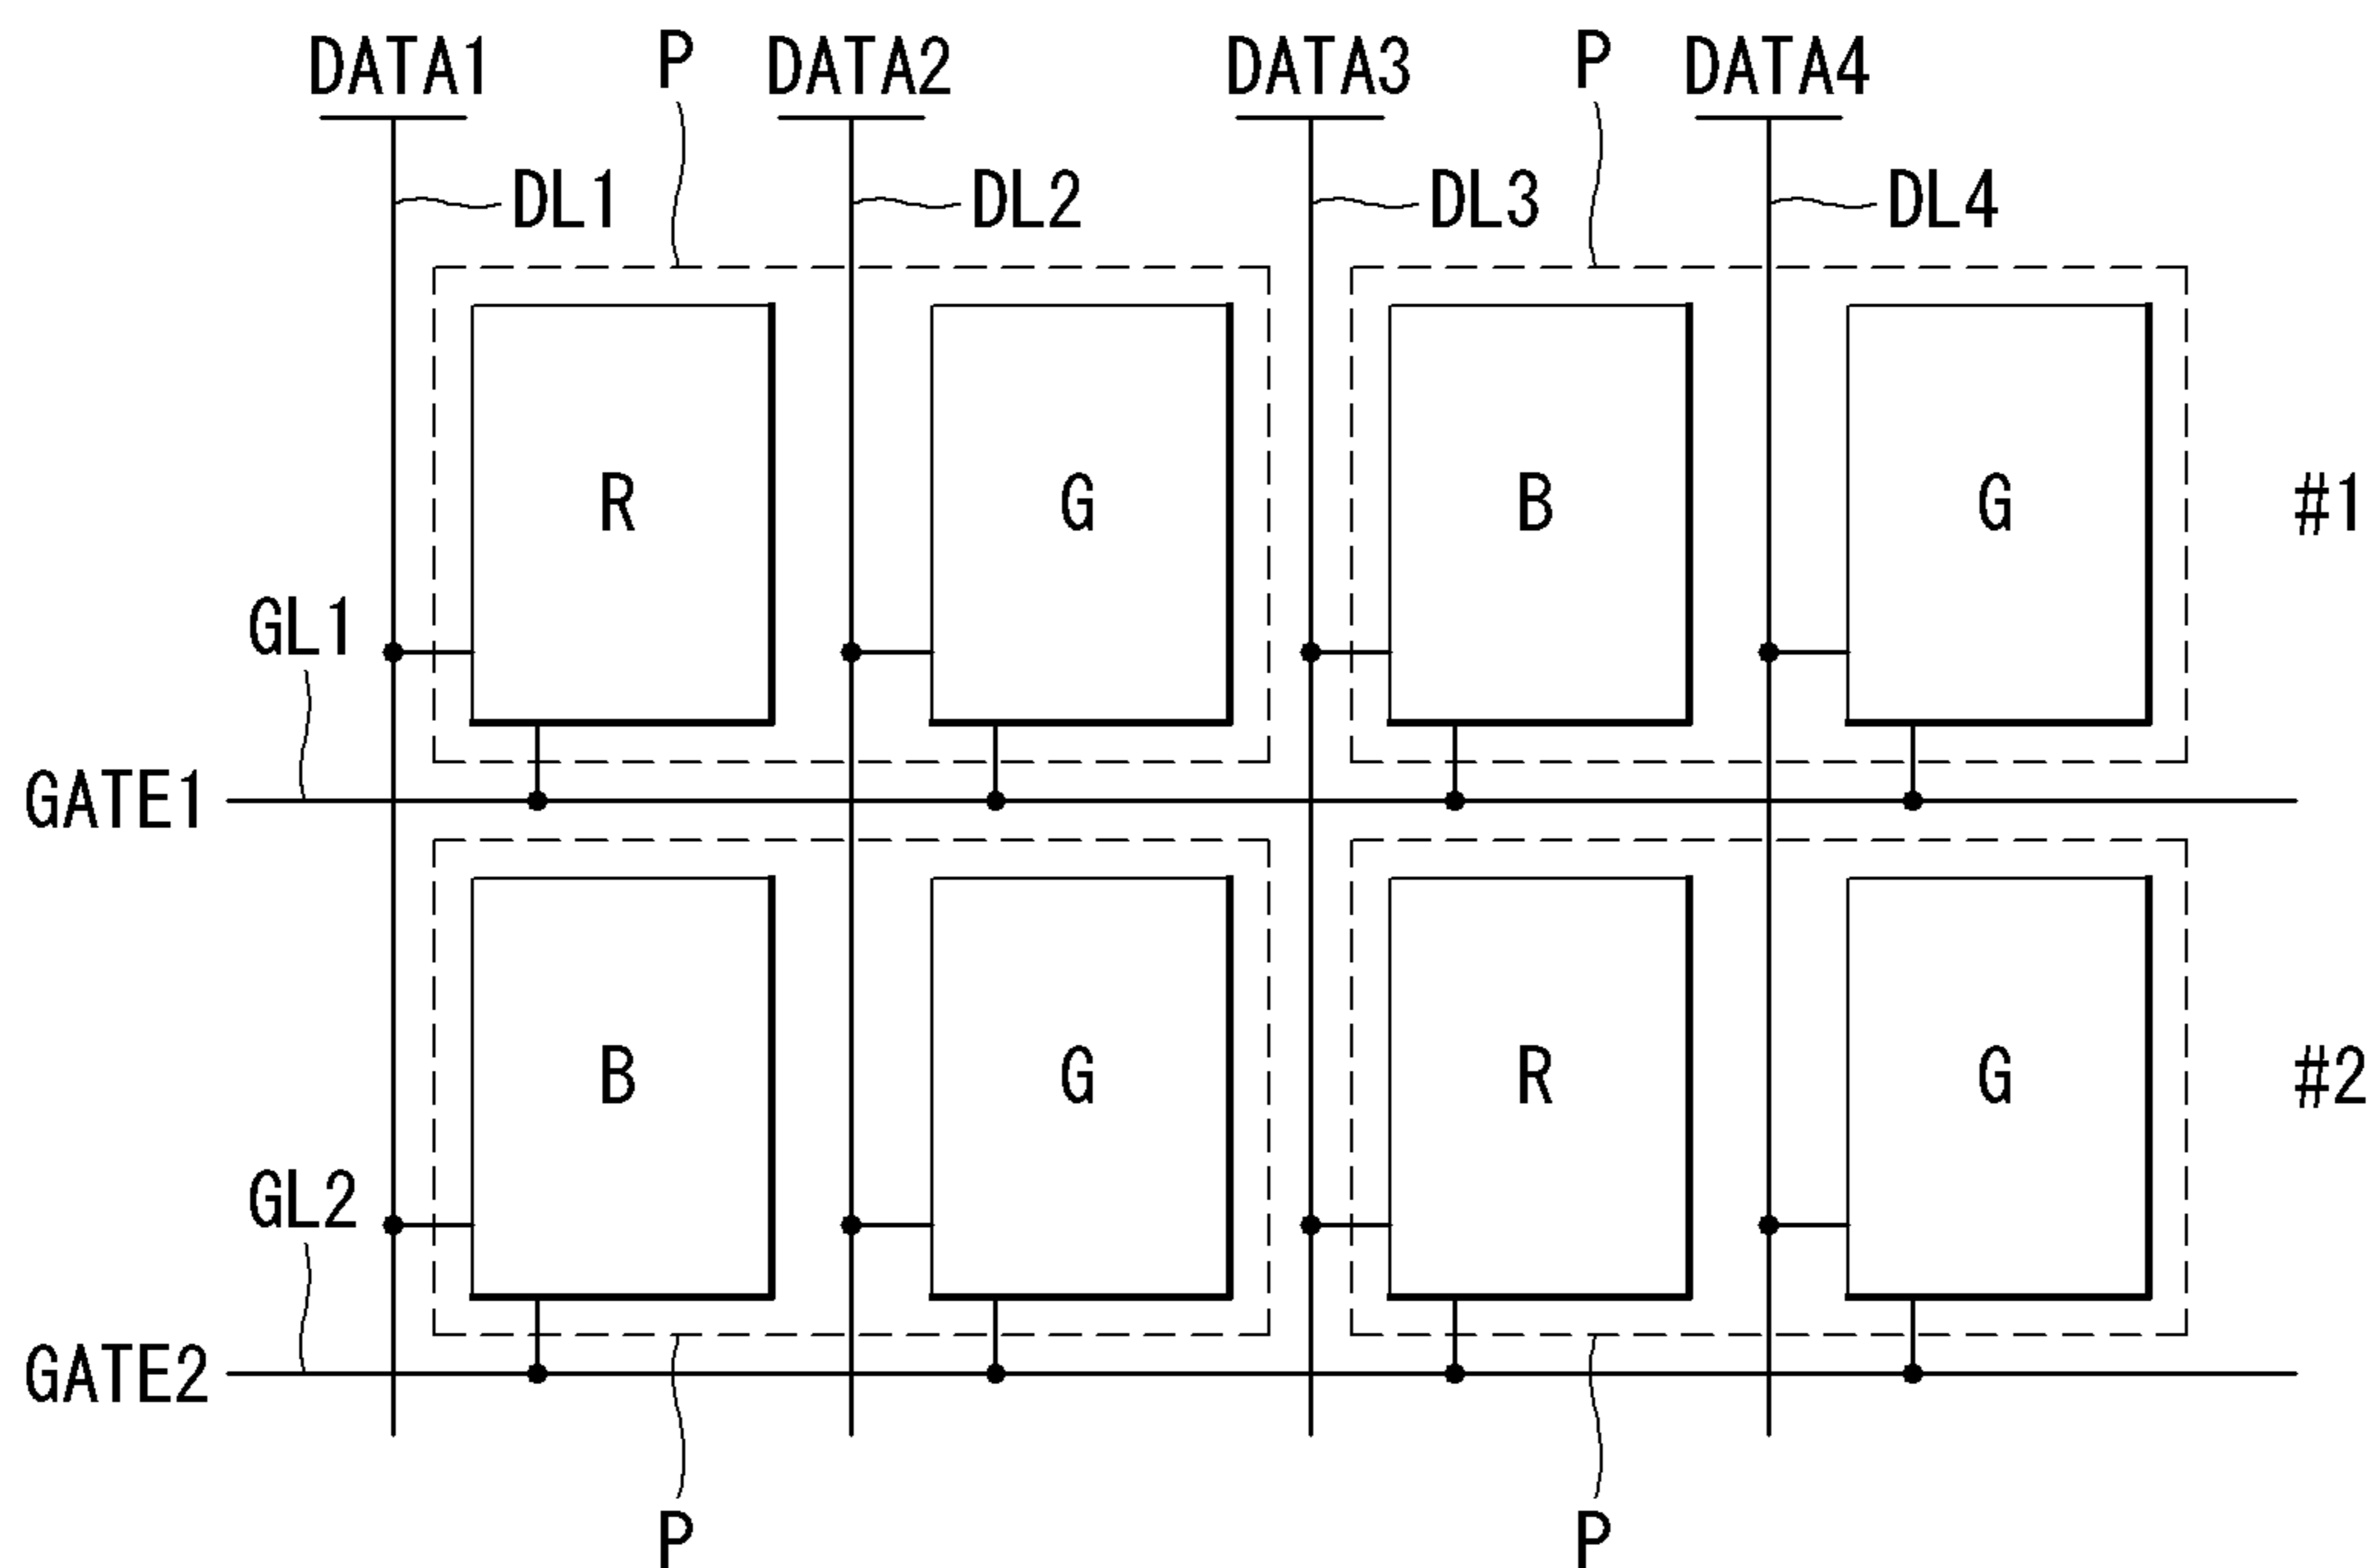 DATA1 P DATA2 DATA3 P DATA4
DL1 DL2 DL3 DL4
R G B G #1
GL1
GATE1
B G R G #2
GL2
GATE2
P P